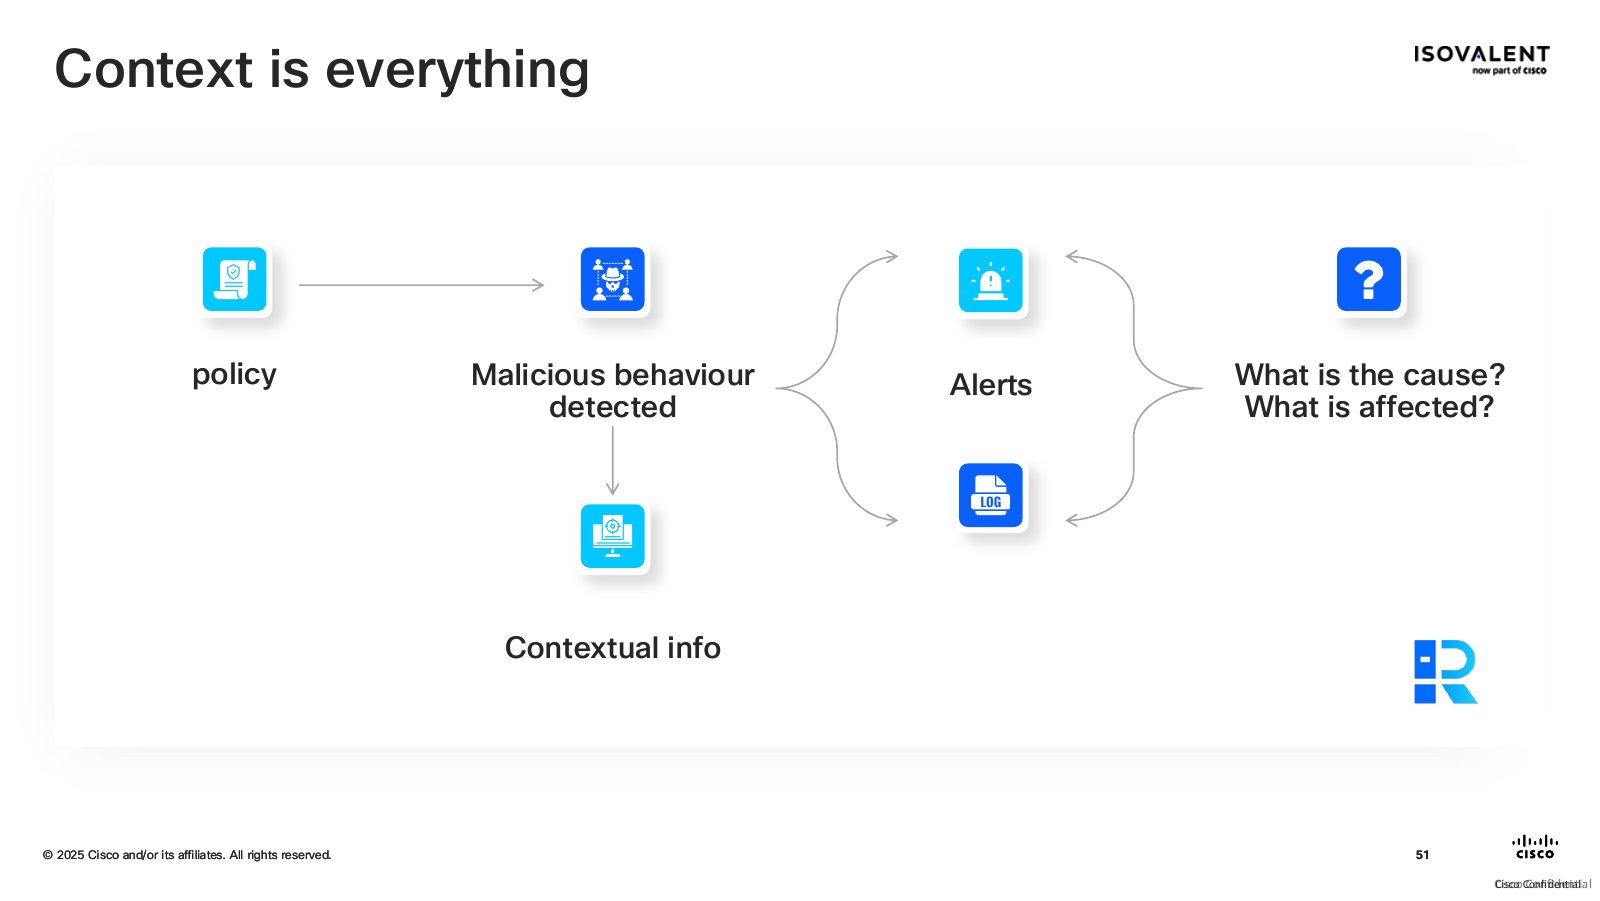 Context is everything
ISOVALENT
now part of CISCO
policy
Malicious behaviour
detected
Alerts
What is the cause?
What is affected?
LOG
Contextual info
© 2025 Cisco and/or its affiliates. All rights reserved.
51
CISCO
Cisco Confidential